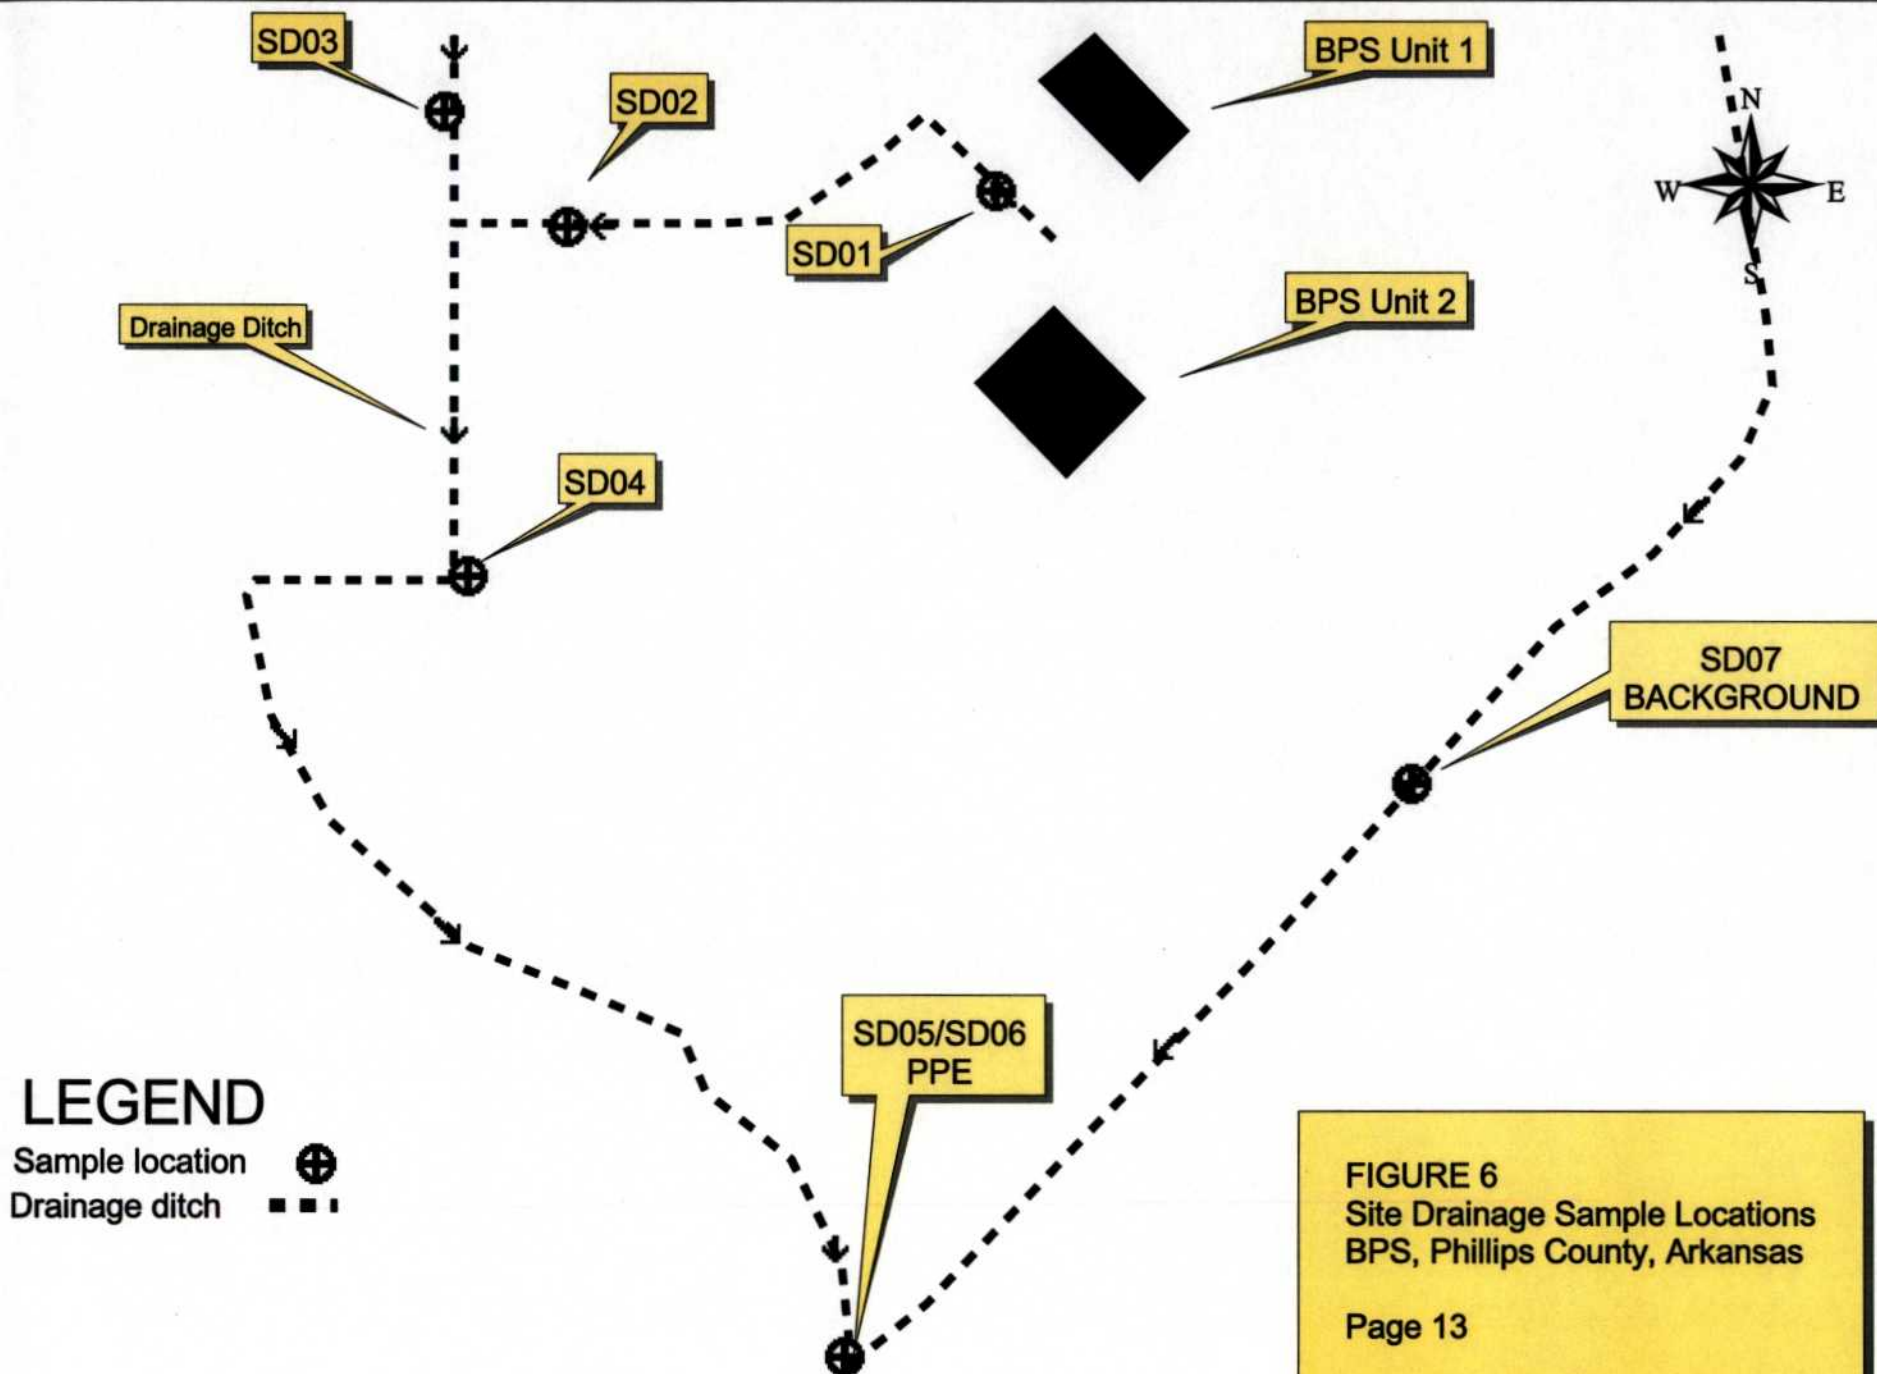 SD03
SD02
BPS Unit 1
N
W
E
S
SD01
BPS Unit 2
Drainage Ditch
SD04
SD07
BACKGROUND
SD05/SD06
PPE
LEGEND
Sample location
Drainage ditch
FIGURE 6
Site Drainage Sample Locations
BPS, Phillips County, Arkansas
Page 13